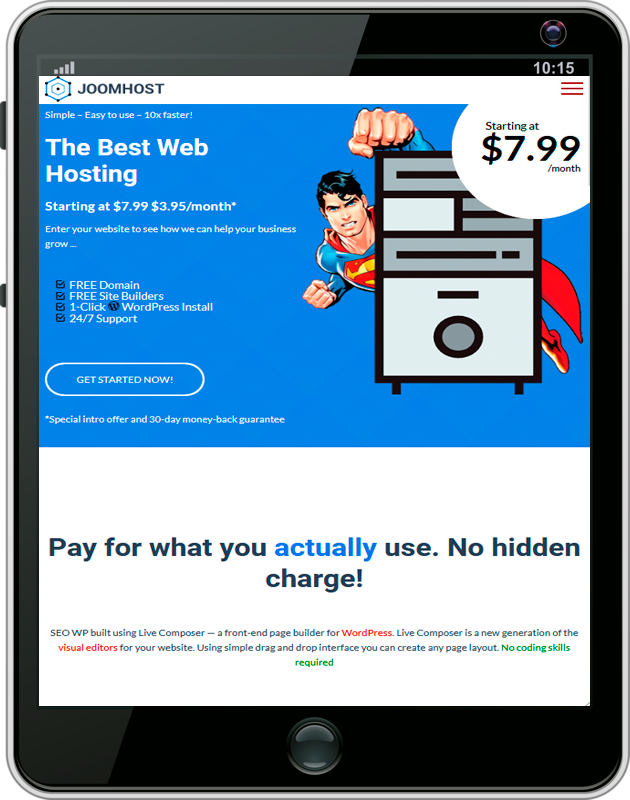 10:15
JOOMHOST
Simple – Easy to use – 10x faster!
Starting at
$7.99
/month
The Best Web
Hosting
Starting at $7.99 $3.95/month*
Enter your website to see how we can help your business
grow ...
FREE Domain
FREE Site Builders
1-Click WordPress Install
24/7 Support
GET STARTED NOW!
*Special intro offer and 30-day money-back guarantee
Pay for what you actually use. No hidden
charge!
SEO WP built using Live Composer — a front-end page builder for WordPress. Live Composer is a new generation of the
visual editors for your website. Using simple drag and drop interface you can create any page layout. No coding skills
required